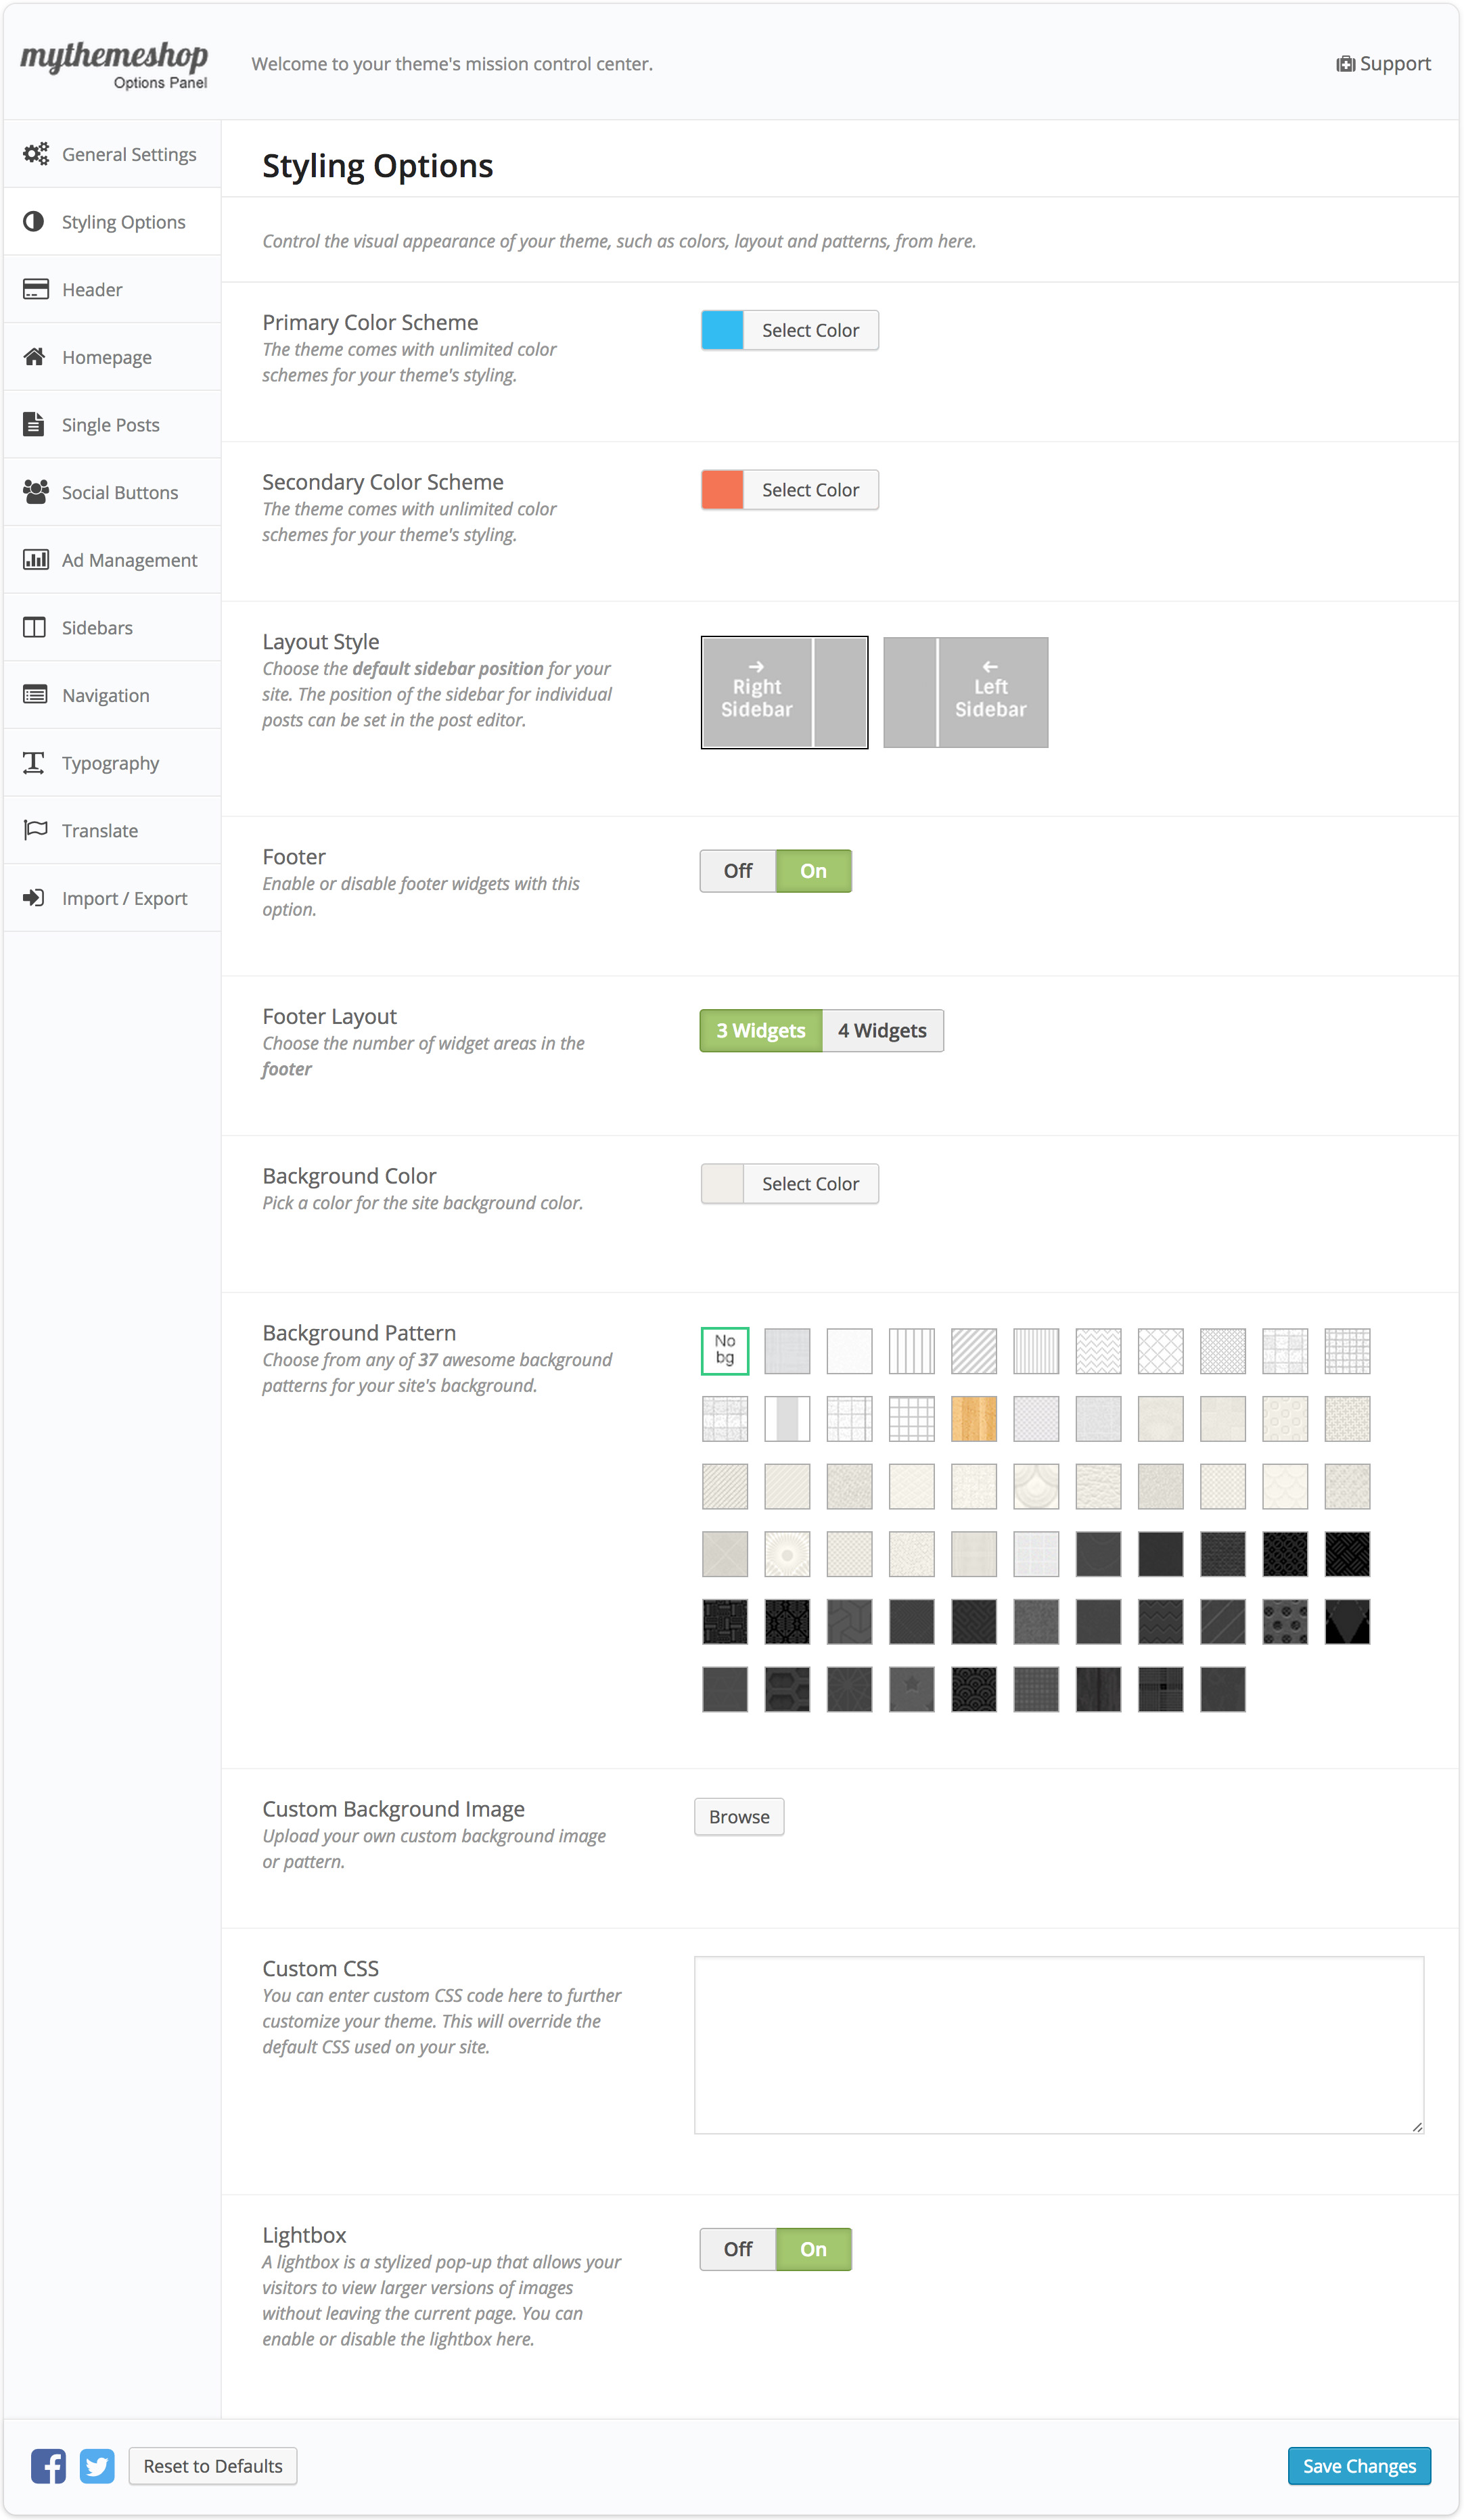 mythemeshop
Options Panel
Welcome to your theme's mission control center.
Support
General Settings
Styling Options
Header
Homepage
Single Posts
Social Buttons
Ad Management
Sidebars
Navigation
Typography
Translate
Import / Export
Styling Options
Control the visual appearance of your theme, such as colors, layout and patterns, from here.
Primary Color Scheme
The theme comes with unlimited color
schemes for your theme's styling.
Select Color
Secondary Color Scheme
The theme comes with unlimited color
schemes for your theme's styling.
Select Color
Layout Style
Choose the default sidebar position for your
site. The position of the sidebar for individual
posts can be set in the post editor.
→
Right
Sidebar
←
Left
Sidebar
Footer
Enable or disable footer widgets with this
option.
Off On
Footer Layout
Choose the number of widget areas in the
footer
3 Widgets 4 Widgets
Background Color
Pick a color for the site background color.
Select Color
Background Pattern
Choose from any of 37 awesome background
patterns for your site's background.
No
bg
Custom Background Image
Upload your own custom background image
or pattern.
Browse
Custom CSS
You can enter custom CSS code here to further
customize your theme. This will override the
default CSS used on your site.
Lightbox
A lightbox is a stylized pop-up that allows your
visitors to view larger versions of images
without leaving the current page. You can
enable or disable the lightbox here.
Off On
Reset to Defaults
Save Changes